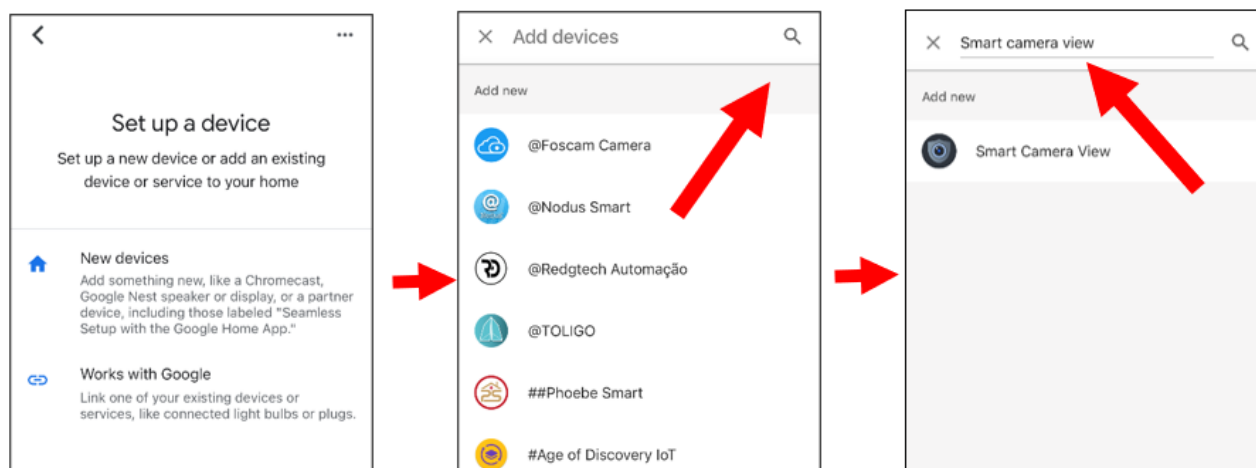 Set up a device
Set up a new device or add an existing
device or service to your home
New devices
Add something new, like a Chromecast,
Google Nest speaker or display, or a partner
device, including those labeled "Seamless
Setup with the Google Home App."
Works with Google
Link one of your existing devices or
services, like connected light bulbs or plugs.
Add devices
Add new
@Foscam Camera
@Nodus Smart
@Redgtech Automação
@TOLIGO
##Phoebe Smart
#Age of Discovery IoT
Smart camera view
Add new
Smart Camera View